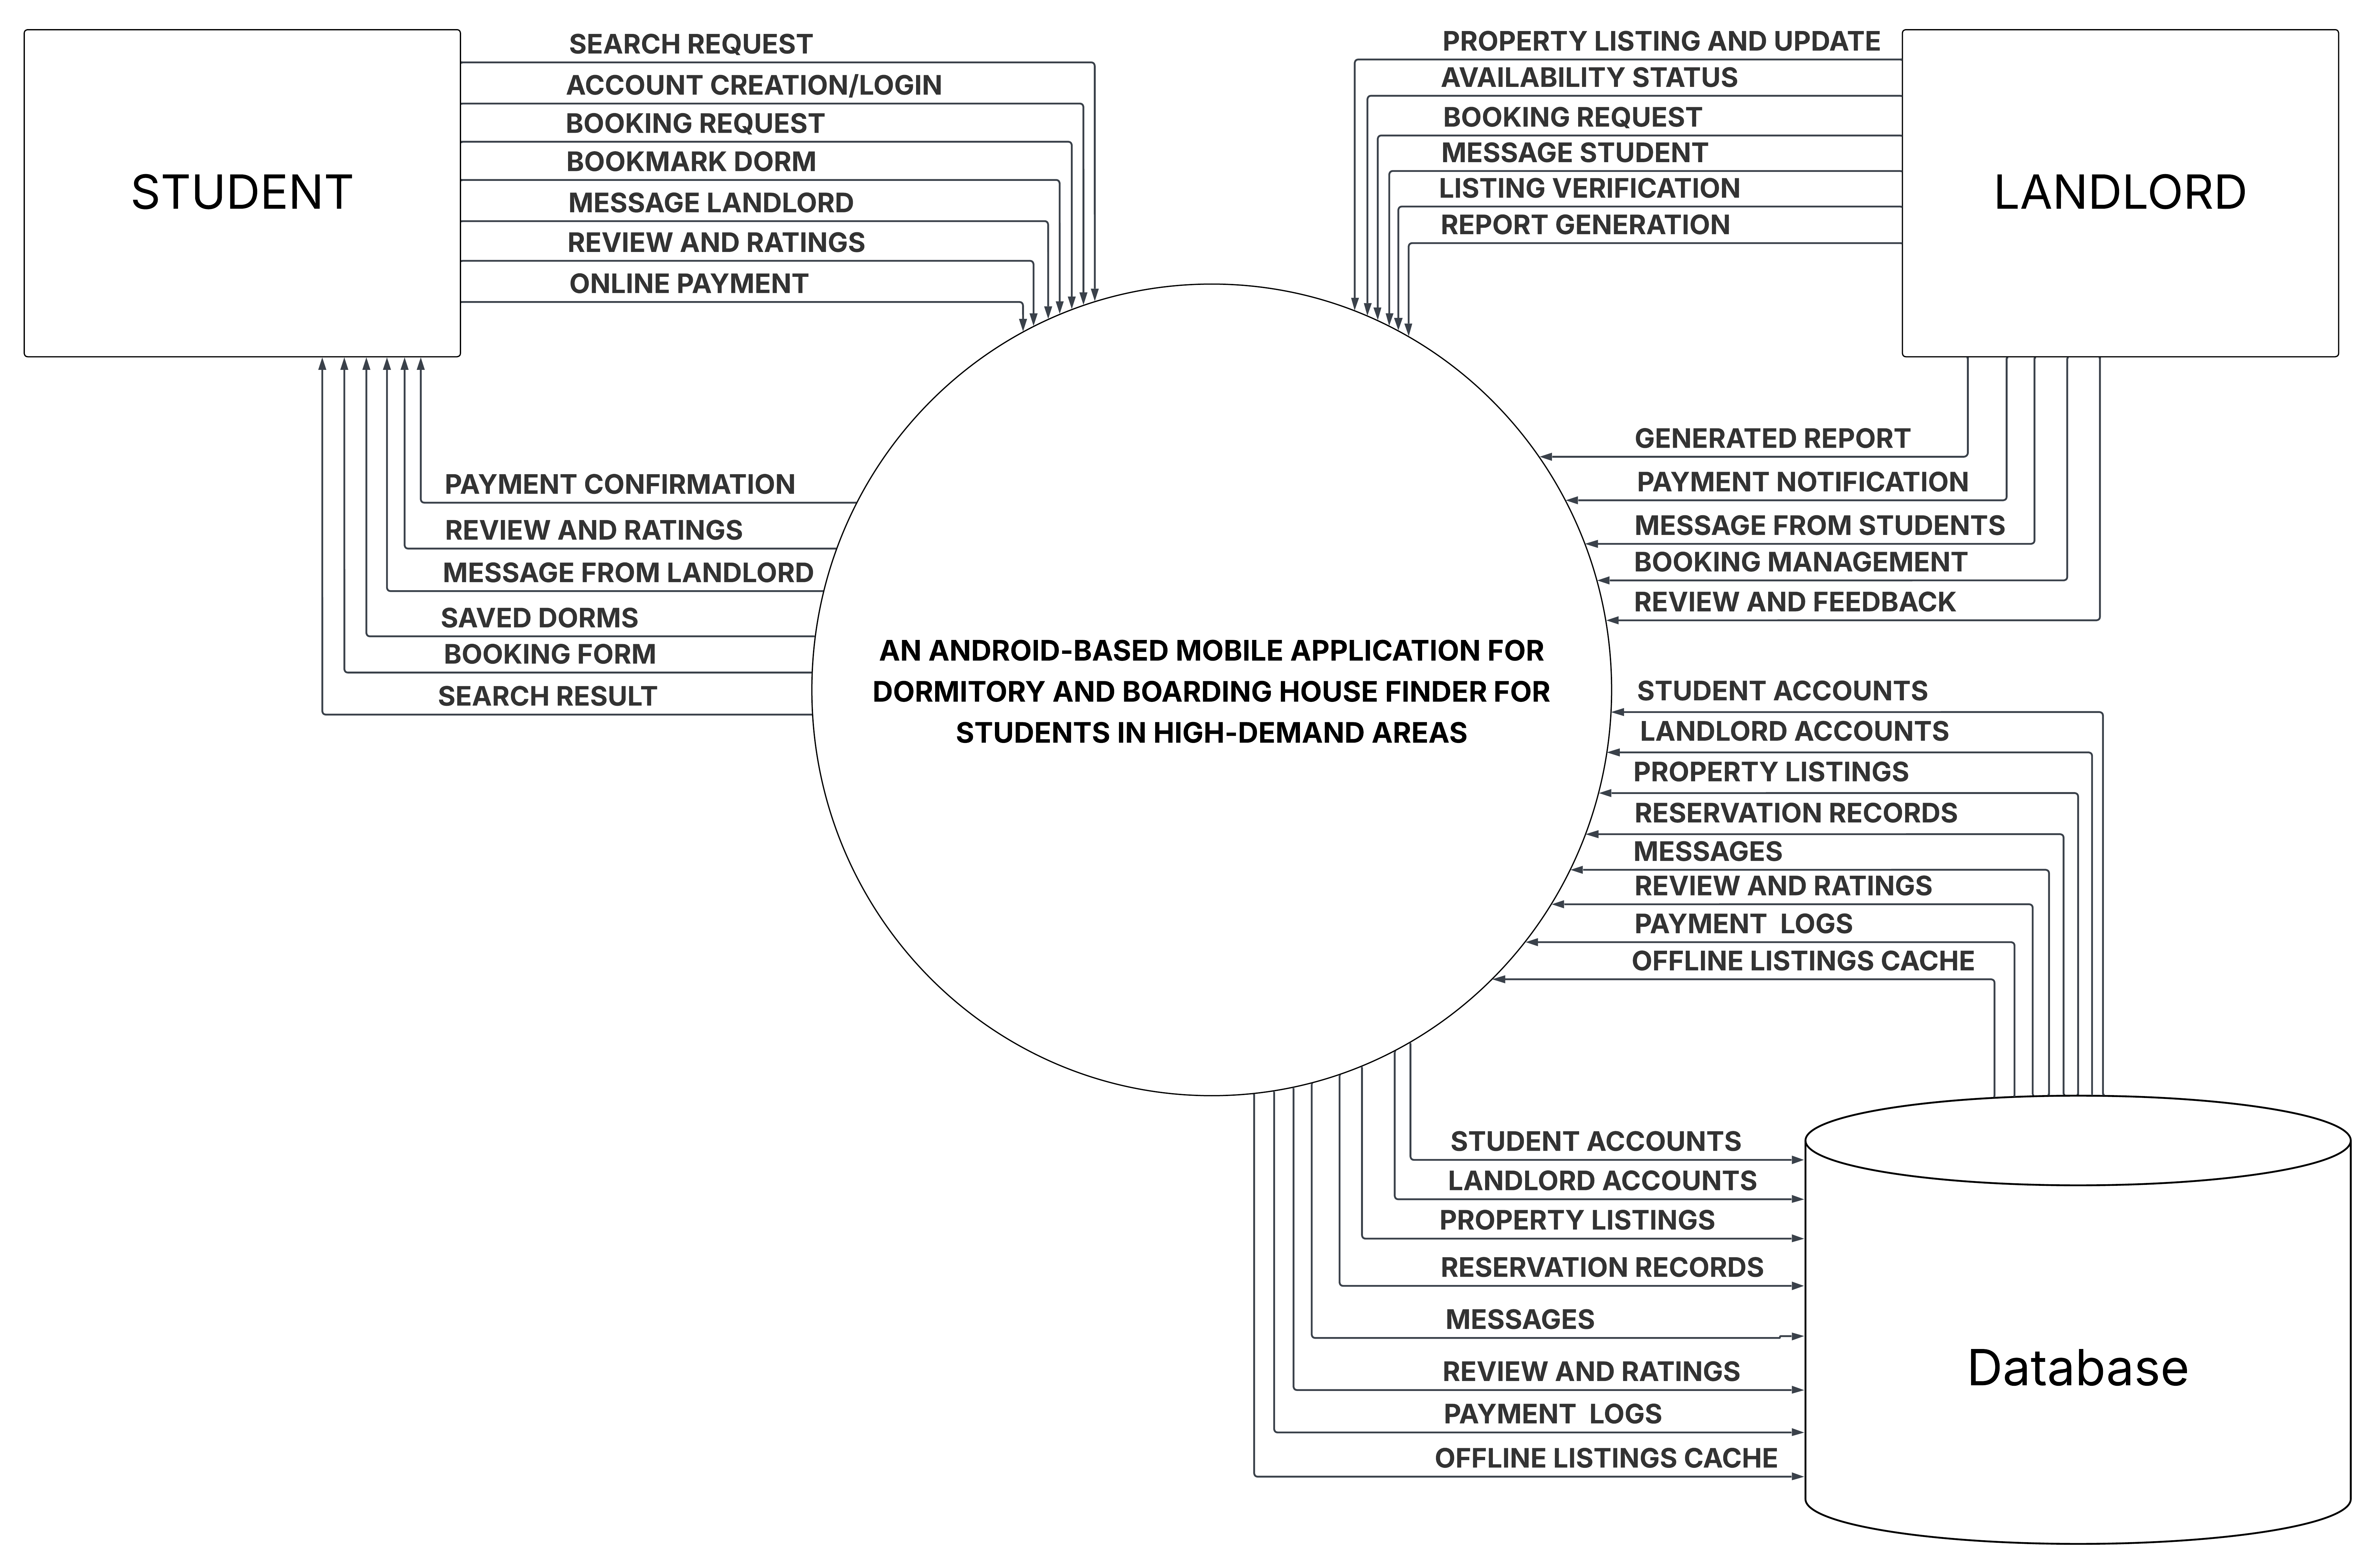 STUDENT
SEARCH REQUEST
ACCOUNT CREATION/LOGIN
BOOKING REQUEST
BOOKMARK DORM
MESSAGE LANDLORD
REVIEW AND RATINGS
ONLINE PAYMENT
PROPERTY LISTING AND UPDATE
AVAILABILITY STATUS
BOOKING REQUEST
MESSAGE STUDENT
LISTING VERIFICATION
REPORT GENERATION
LANDLORD
PAYMENT CONFIRMATION
REVIEW AND RATINGS
MESSAGE FROM LANDLORD
SAVED DORMS
BOOKING FORM
SEARCH RESULT
AN ANDROID-BASED MOBILE APPLICATION FOR
DORMITORY AND BOARDING HOUSE FINDER FOR
STUDENTS IN HIGH-DEMAND AREAS
GENERATED REPORT
PAYMENT NOTIFICATION
MESSAGE FROM STUDENTS
BOOKING MANAGEMENT
REVIEW AND FEEDBACK
STUDENT ACCOUNTS
LANDLORD ACCOUNTS
PROPERTY LISTINGS
RESERVATION RECORDS
MESSAGES
REVIEW AND RATINGS
PAYMENT  LOGS
OFFLINE LISTINGS CACHE
STUDENT ACCOUNTS
LANDLORD ACCOUNTS
PROPERTY LISTINGS
RESERVATION RECORDS
MESSAGES
REVIEW AND RATINGS
PAYMENT  LOGS
OFFLINE LISTINGS CACHE
Database